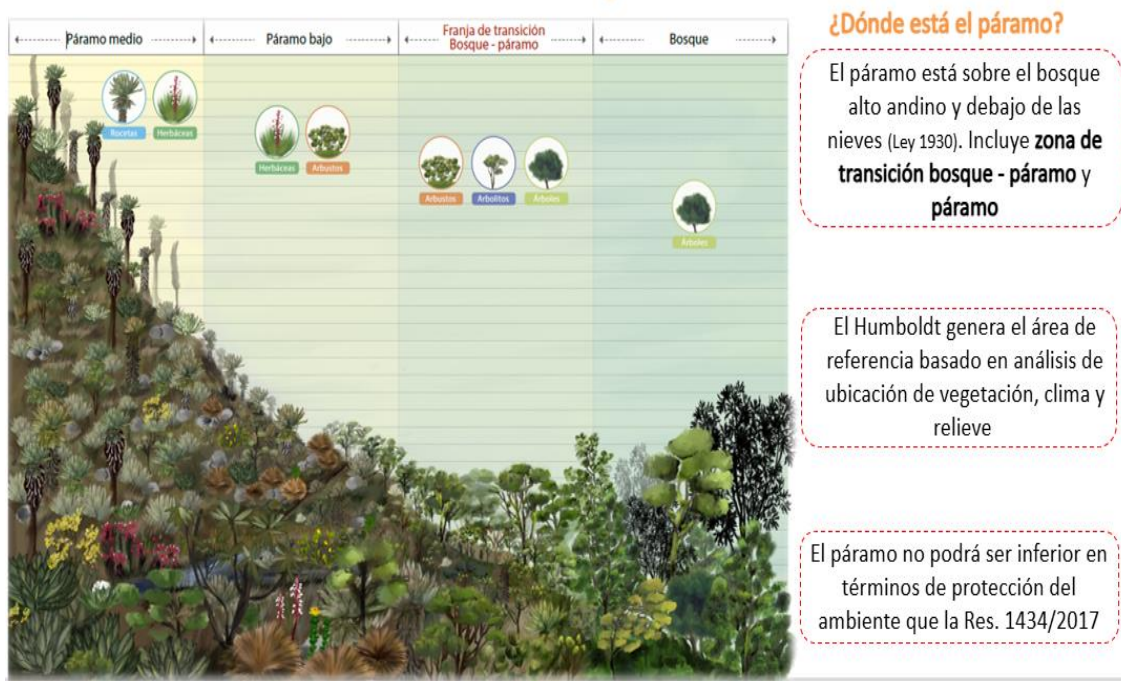 Páramo medio
Páramo bajo
Franja de transición
Bosque - páramo
Bosque
Rocetas
Herbáceas
Herbáceas
Arbustos
Arbustos
Arbolitos
Árboles
Árboles
¿Dónde está el páramo?
El páramo está sobre el bosque
alto andino y debajo de las
nieves (Ley 1930). Incluye zona de
transición bosque - páramo y
páramo
El Humboldt genera el área de
referencia basado en análisis de
ubicación de vegetación, clima y
relieve
El páramo no podrá ser inferior en
términos de protección del
ambiente que la Res. 1434/2017